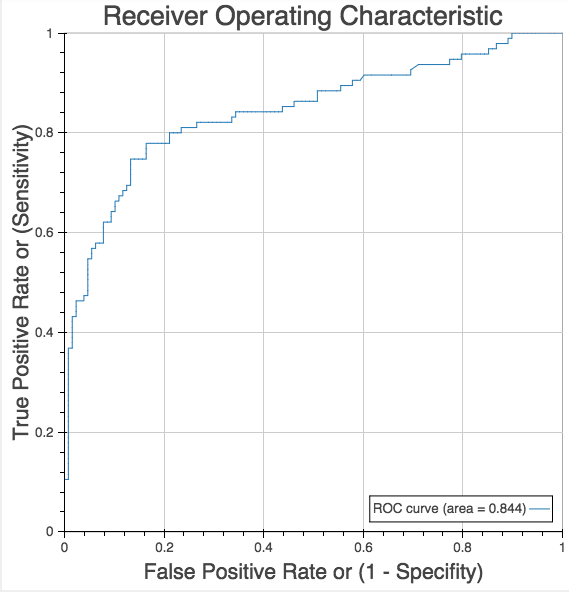 Receiver Operating Characteristic
True Positive Rate or (Sensitivity)
1
0.8
0.6
0.4
0.2
0
ROC curve (area = 0.844)
0 0.2 0.4 0.6 0.8 1
False Positive Rate or (1 - Specifity)